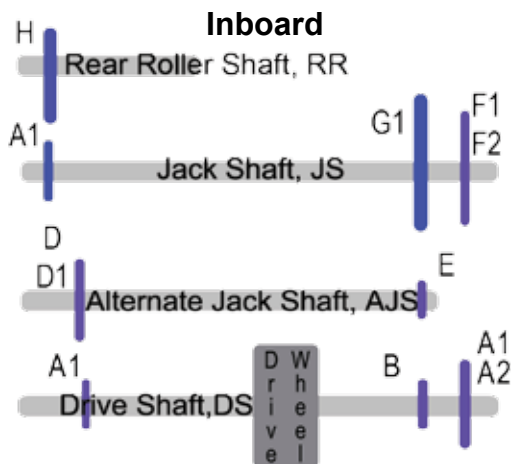 Inboard
H
Rear Roller Shaft, RR
F1
G1
A1
F2
Jack Shaft, JS
D
E
D1
Alternate Jack Shaft, AJS
A1
A1
B
A2
Drive Shaft,DS
Drive
Wheel